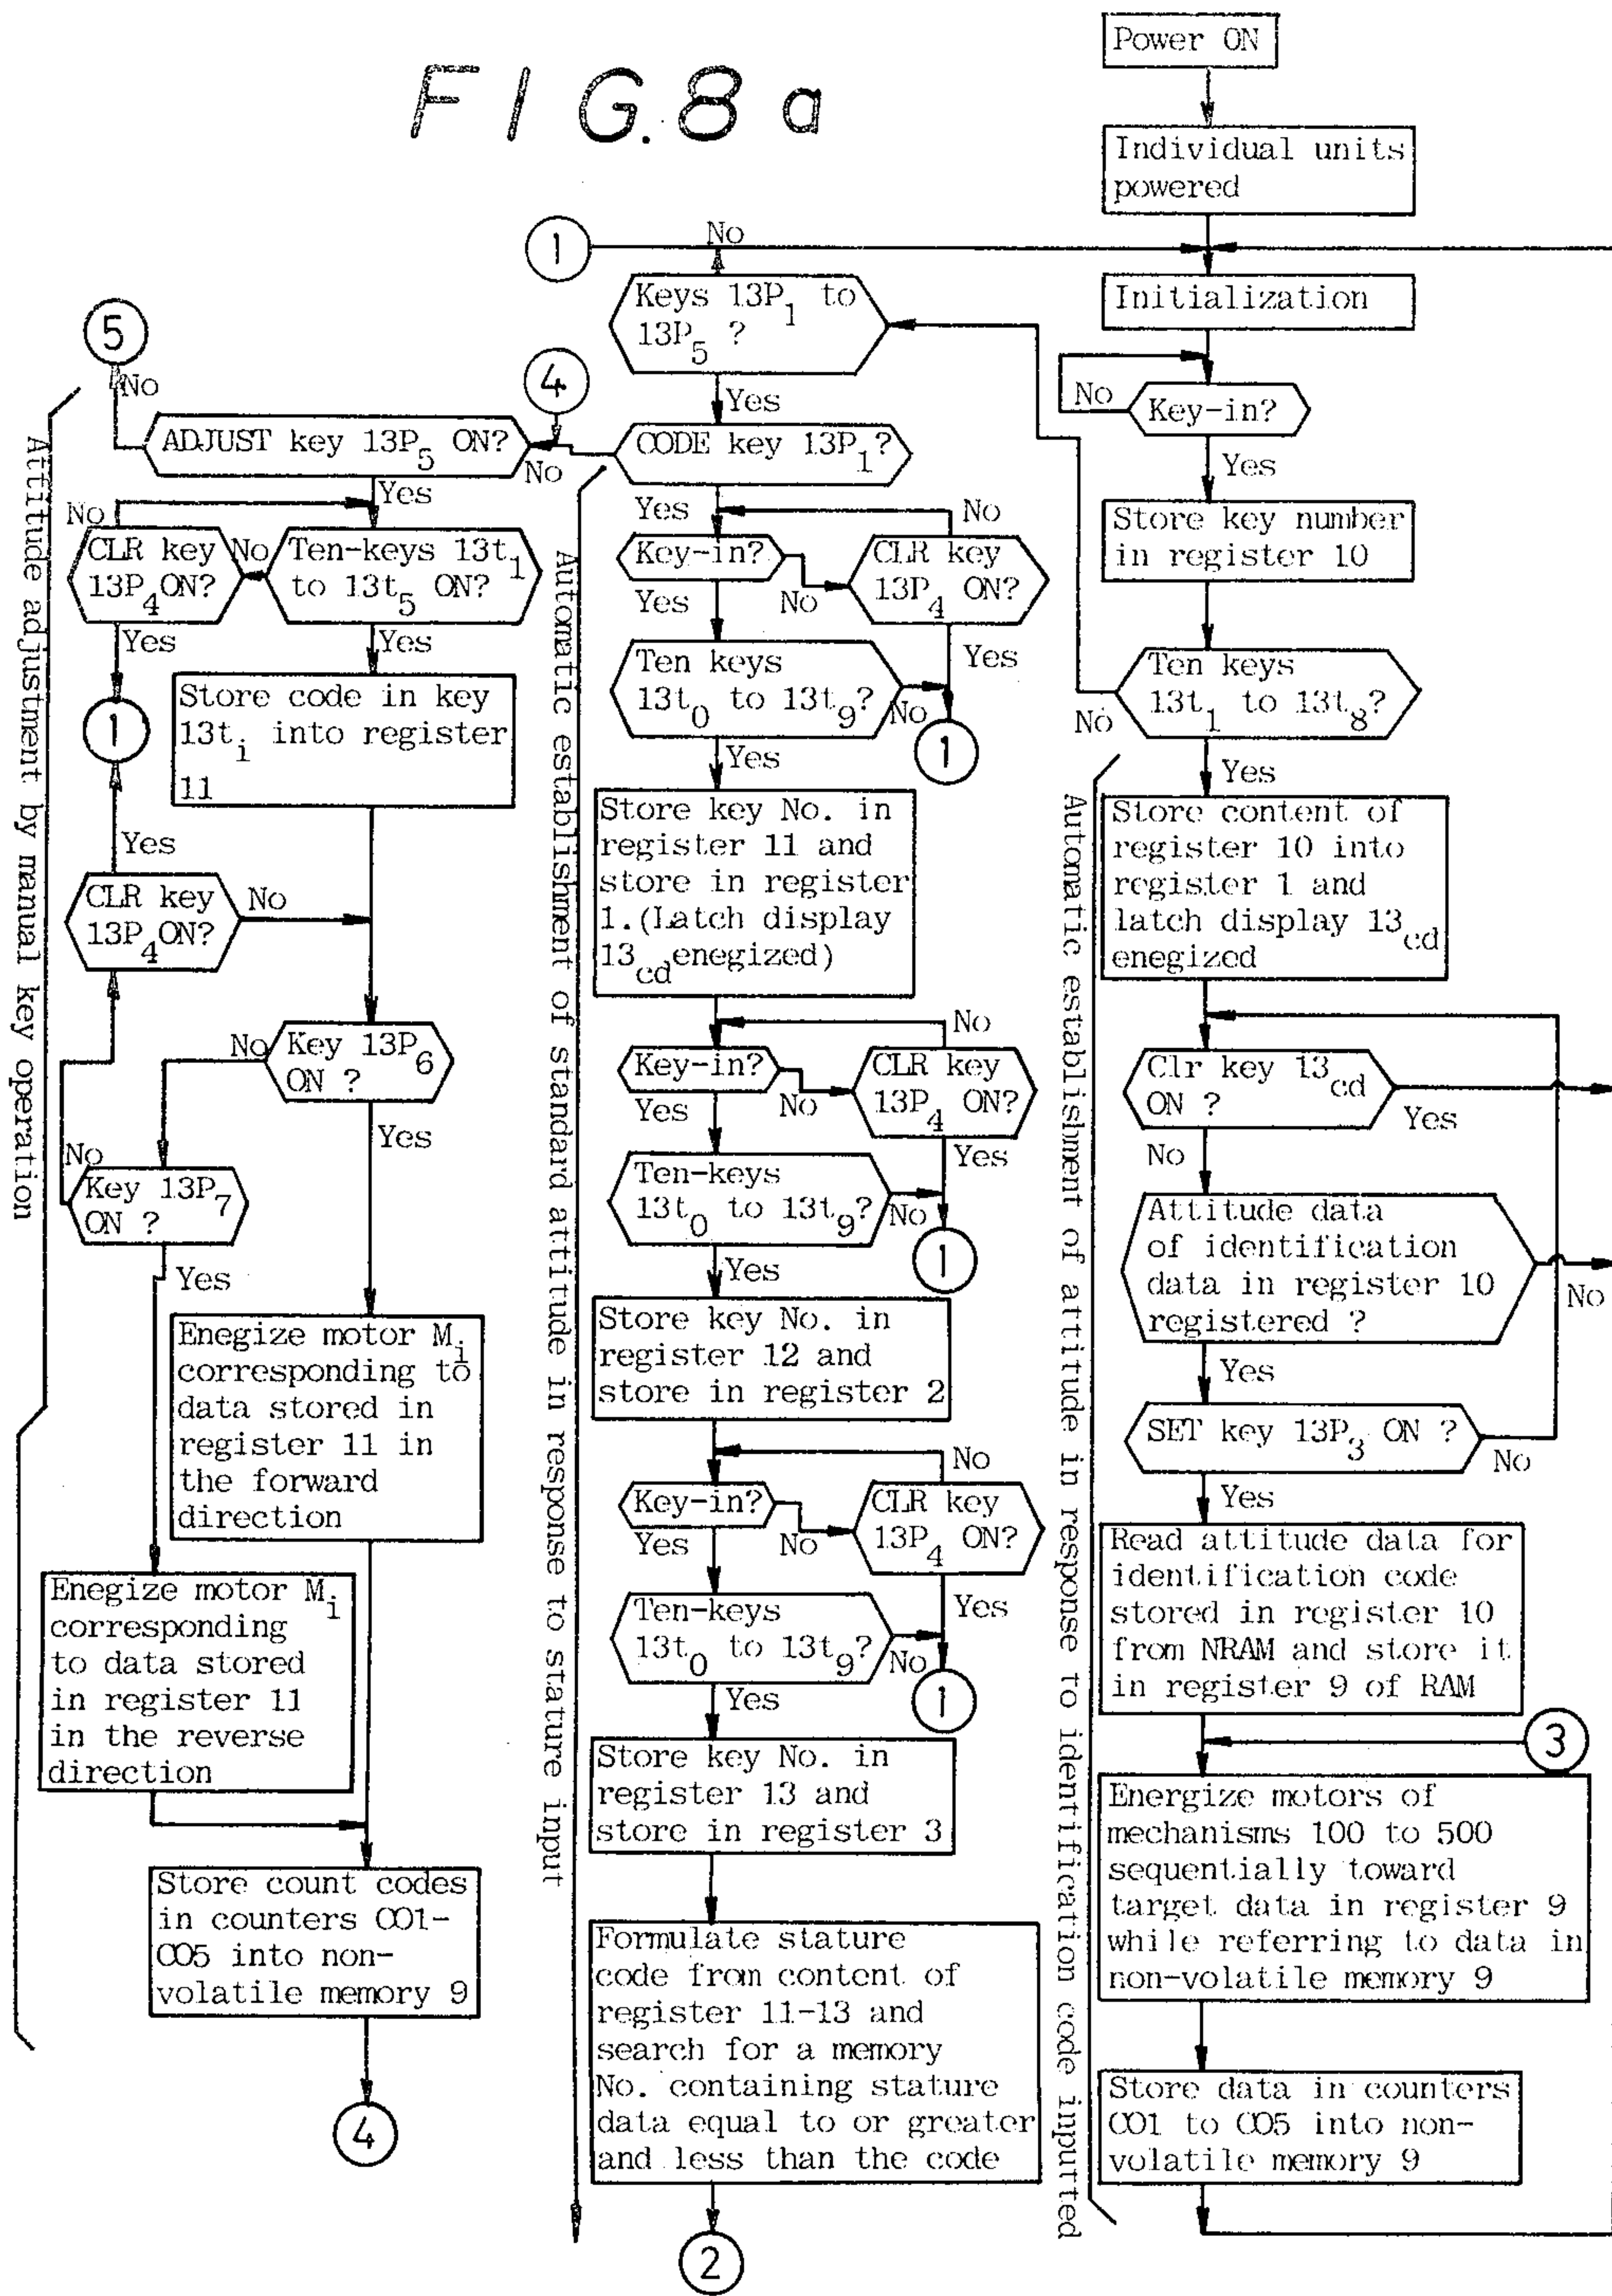 FIG. 8 a
Power ON
Individual units
powered
1
No
Initialization
Keys 13P1 to
13P5 ?
Yes
No
Key-in?
Yes
Store key number
in register 10
Ten keys
13t1 to 13t8?
No
Yes
Store content of
register 10 into
register 1 and
latch display 13cd
enegized
Clr key 13cd
ON ?
Yes
No
Attitude data
of identification
data in register 10
registered ?
No
Yes
SET key 13P3 ON ?
No
Yes
Read attitude data for
identification code
stored in register 10
from NRAM and store it
in register 9 of RAM
3
Energize motors of
mechanisms 100 to 500
sequentially toward
target data in register 9
while referring to data in
non-volatile memory 9
Store data in counters
CO1 to CO5 into non-
volatile memory 9
Automatic establishment of attitude in response to identification code inputted
4
CODE key 13P1?
No
Yes
Key-in?
No
CLR key
13P4 ON?
No
Yes
Yes
Ten keys
13t0 to 13t9?
No
1
Yes
Store key No. in
register 11 and
store in register
1.(Latch display
13cd enegized)
Key-in?
No
CLR key
13P4 ON?
No
Yes
Yes
Ten-keys
13t0 to 13t9?
No
1
Yes
Store key No. in
register 12 and
store in register 2
Key-in?
No
CLR key
13P4 ON?
No
Yes
Yes
Ten-keys
13t0 to 13t9?
No
1
Yes
Store key No. in
register 13 and
store in register 3
Formulate stature
code from content of
register 11-13 and
search for a memory
No. containing stature
data equal to or greater
and less than the code
2
Automatic establishment of standard attitude in response to stature input
5
No
ADJUST key 13P5 ON?
Yes
Ten-keys 13t1
to 13t5 ON?
No
CLR key
13P4ON?
No
Yes
1
Yes
Store code in key
13ti into register
11
Yes
CLR key
13P4ON?
No
Key 13P6
ON ?
No
Yes
Key 13P7
ON ?
No
Yes
Enegize motor Mi
corresponding to
data stored in
register 11 in
the forward
direction
Enegize motor Mi
corresponding
to data stored
in register 11
in the reverse
direction
Store count codes
in counters CO1-
CO5 into non-
volatile memory 9
4
Attitude adjustment by manual key operation